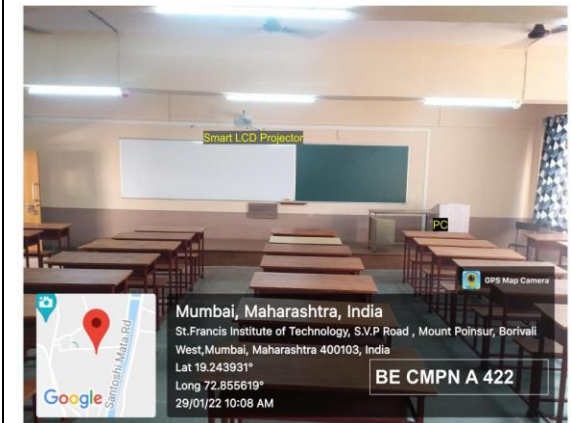 Smart LCD Projector
PC
GPS Map Camera
Mumbai, Maharashtra, India
St.Francis Institute of Technology, S.V.P Road , Mount Poinsur, Borivali
West,Mumbai, Maharashtra 400103, India
Lat 19.243931°
Long 72.855619°
29/01/22 10:08 AM
BE CMPN A 422
Santoshi Mata Rd
Google